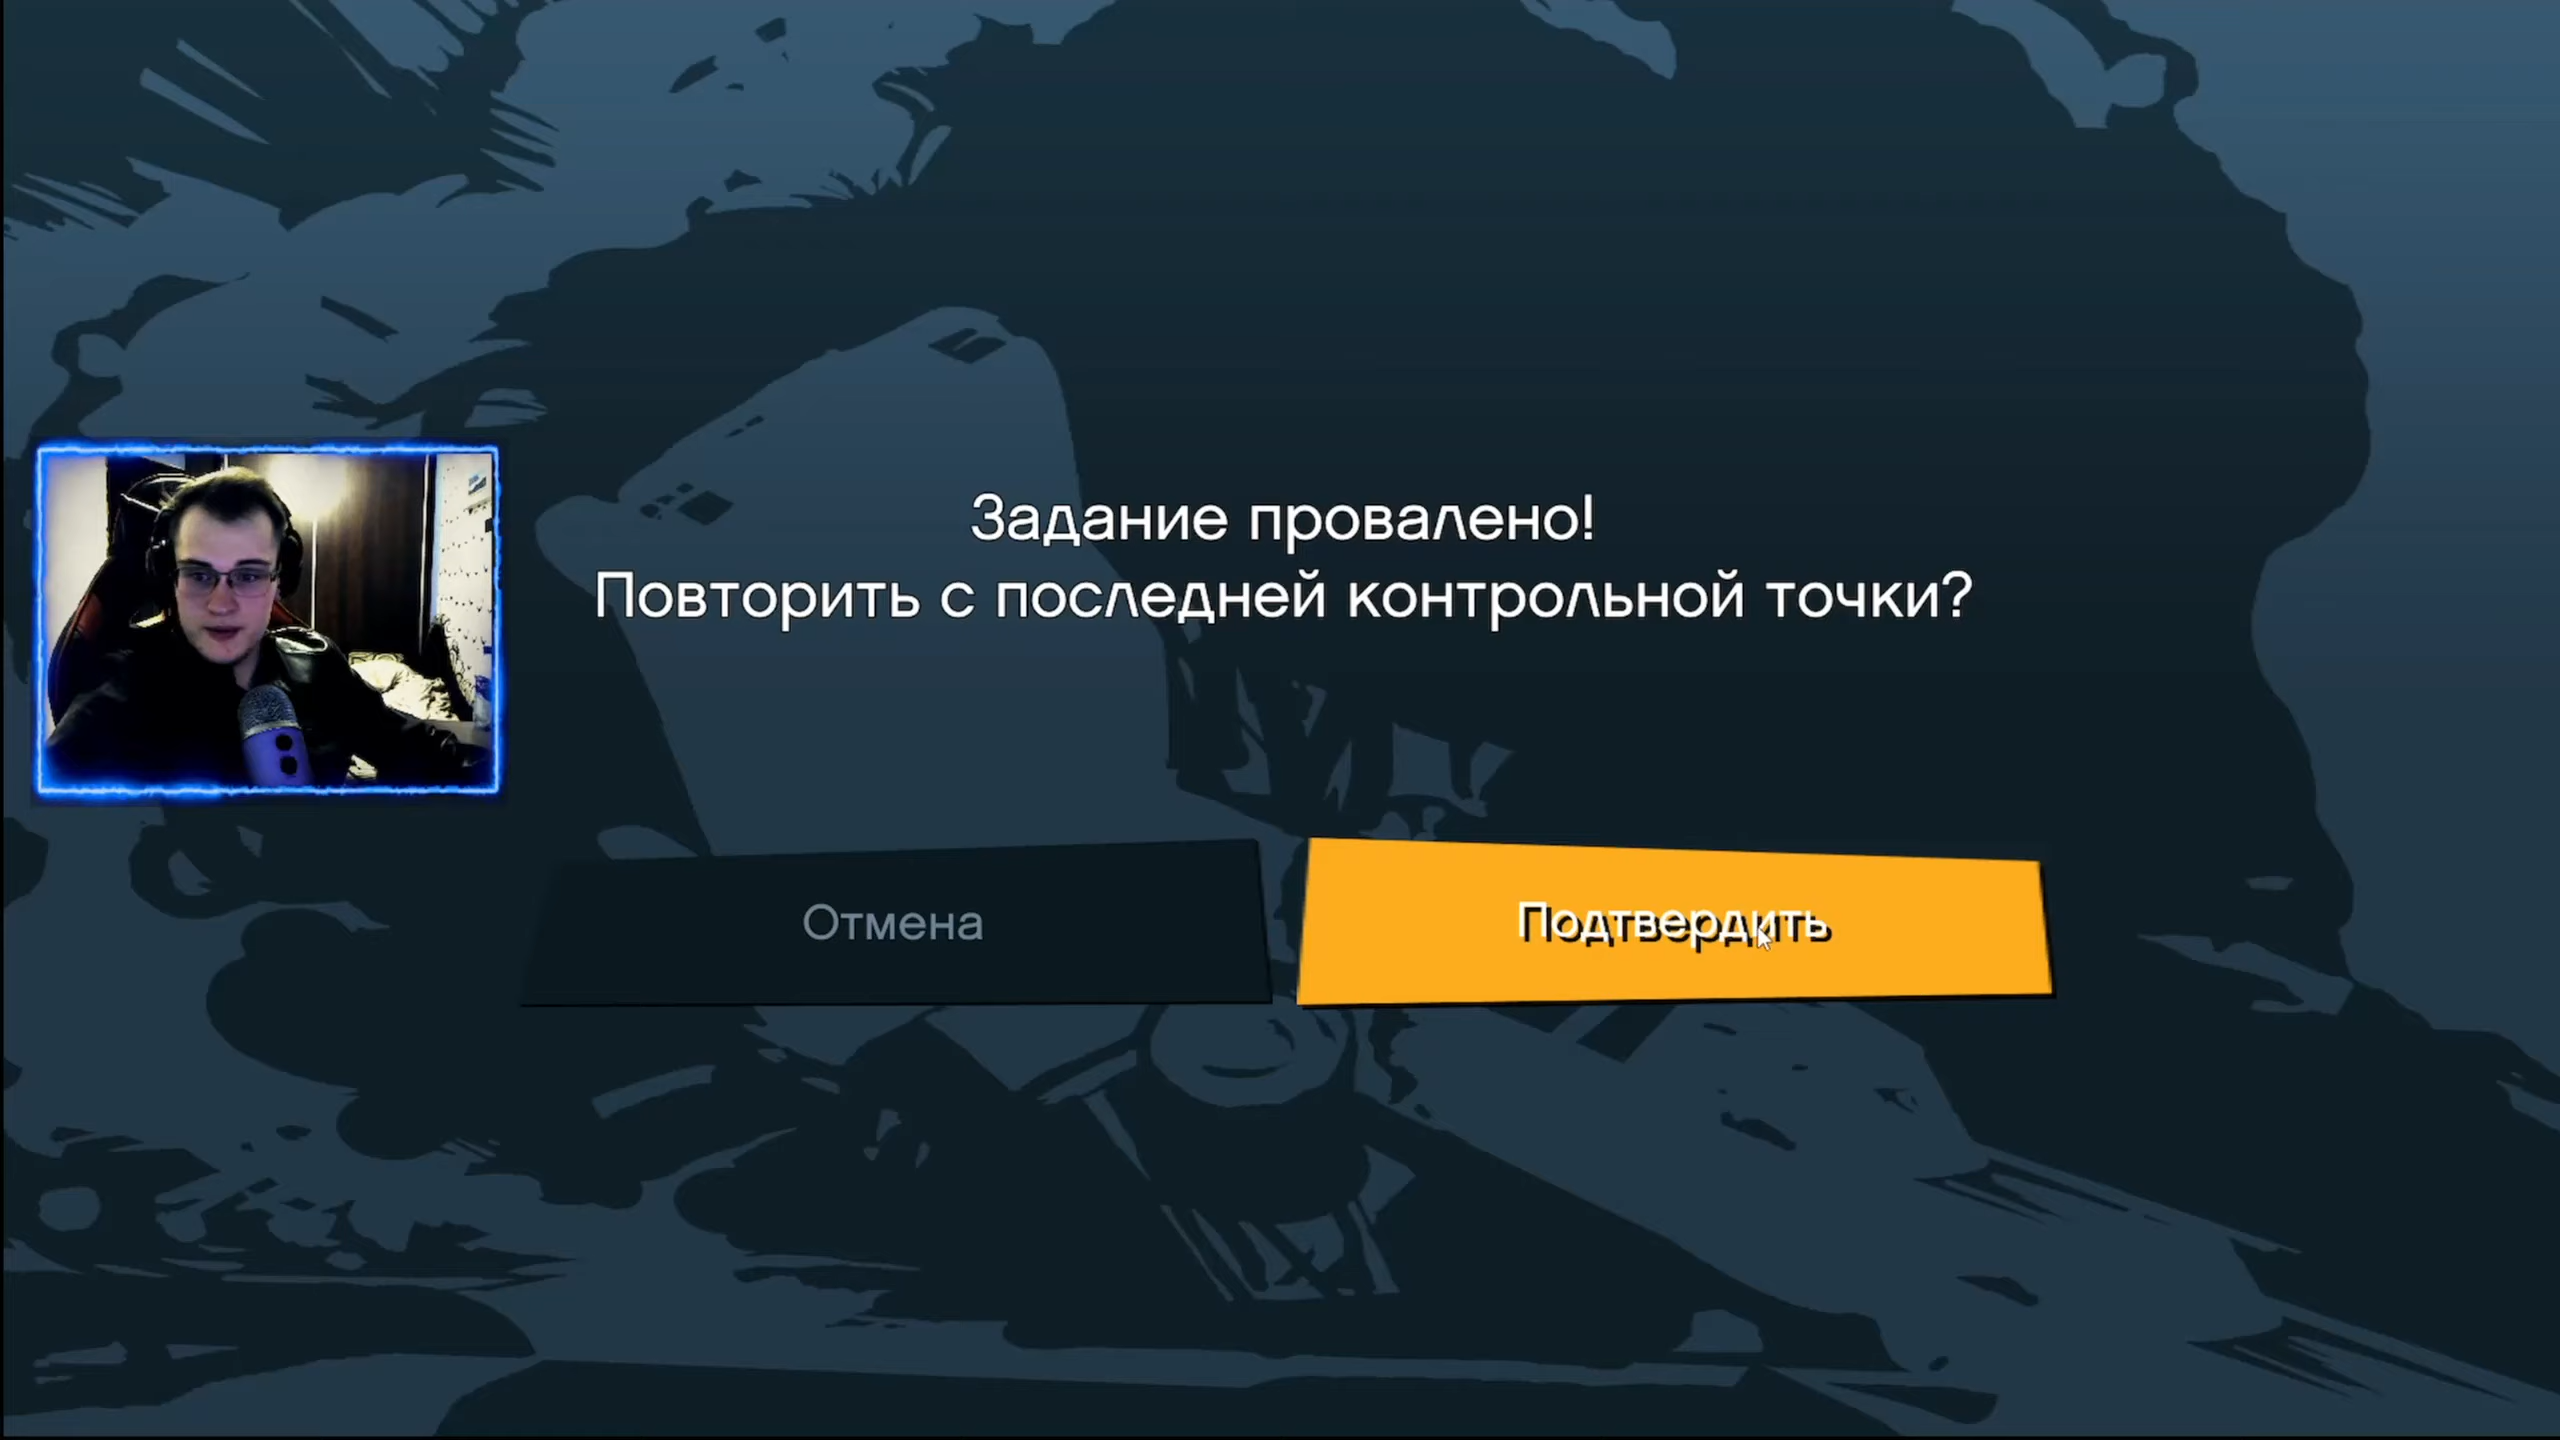 Задание провалено!
Повторить с последней контрольной точки?
Отмена
Подтвердить